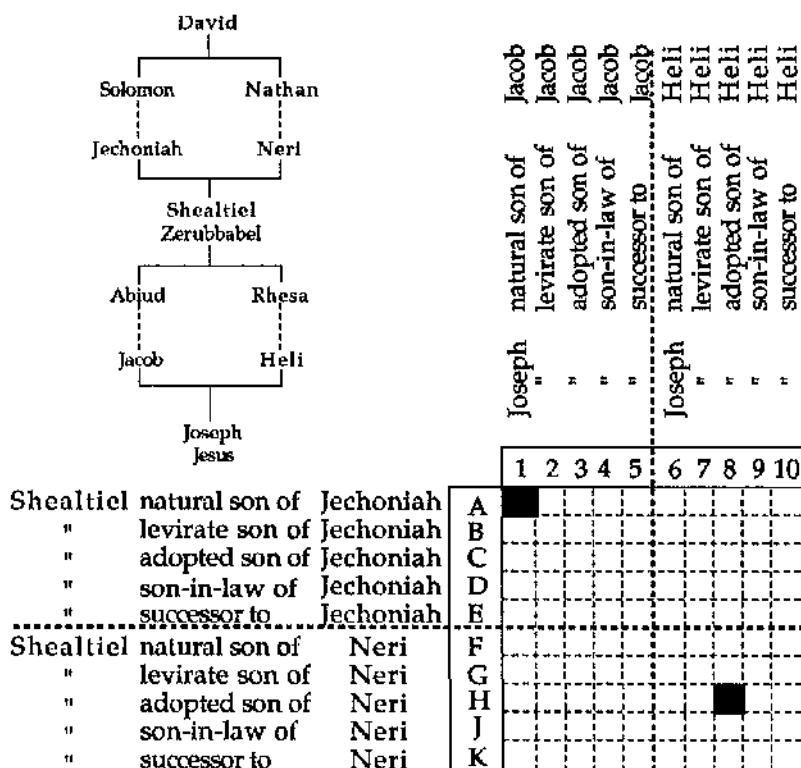 David
Solomon Nathan
Jechoniah Neri
Shealtiel
Zerubbabel
Abiud Rhesa
Jacob Heli
Joseph
Jesus
Joseph natural son of Jacob
" levirate son of Jacob
" adopted son of Jacob
" son-in-law of Jacob
" successor to Jacob
Joseph natural son of Heli
" levirate son of Heli
" adopted son of Heli
" son-in-law of Heli
" successor to Heli
1 2 3 4 5 6 7 8 9 10
Shealtiel natural son of Jechoniah A
" levirate son of Jechoniah B
" adopted son of Jechoniah C
" son-in-law of Jechoniah D
" successor to Jechoniah E
Shealtiel natural son of Neri F
" levirate son of Neri G
" adopted son of Neri H
" son-in-law of Neri J
" successor to Neri K